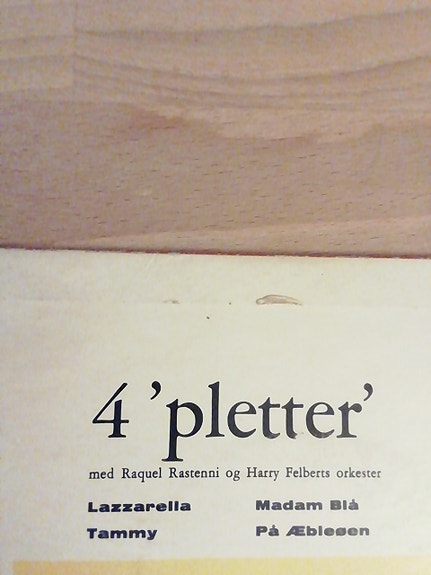 4 'pletter'
med Raquel Rastenni og Harry Felberts orkester
Lazzarella Madam Blå
Tammy På Æbleøen